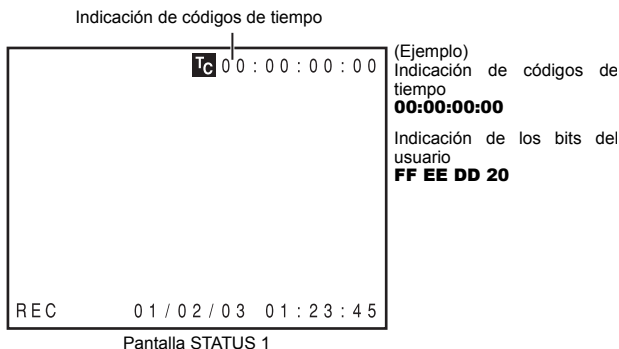 Indicación de códigos de tiempo
TC 00:00:00:00
(Ejemplo)
Indicación de códigos de
tiempo
00:00:00:00
Indicación de los bits del
usuario
FF EE DD 20
REC 01/02/03 01:23:45
Pantalla STATUS 1